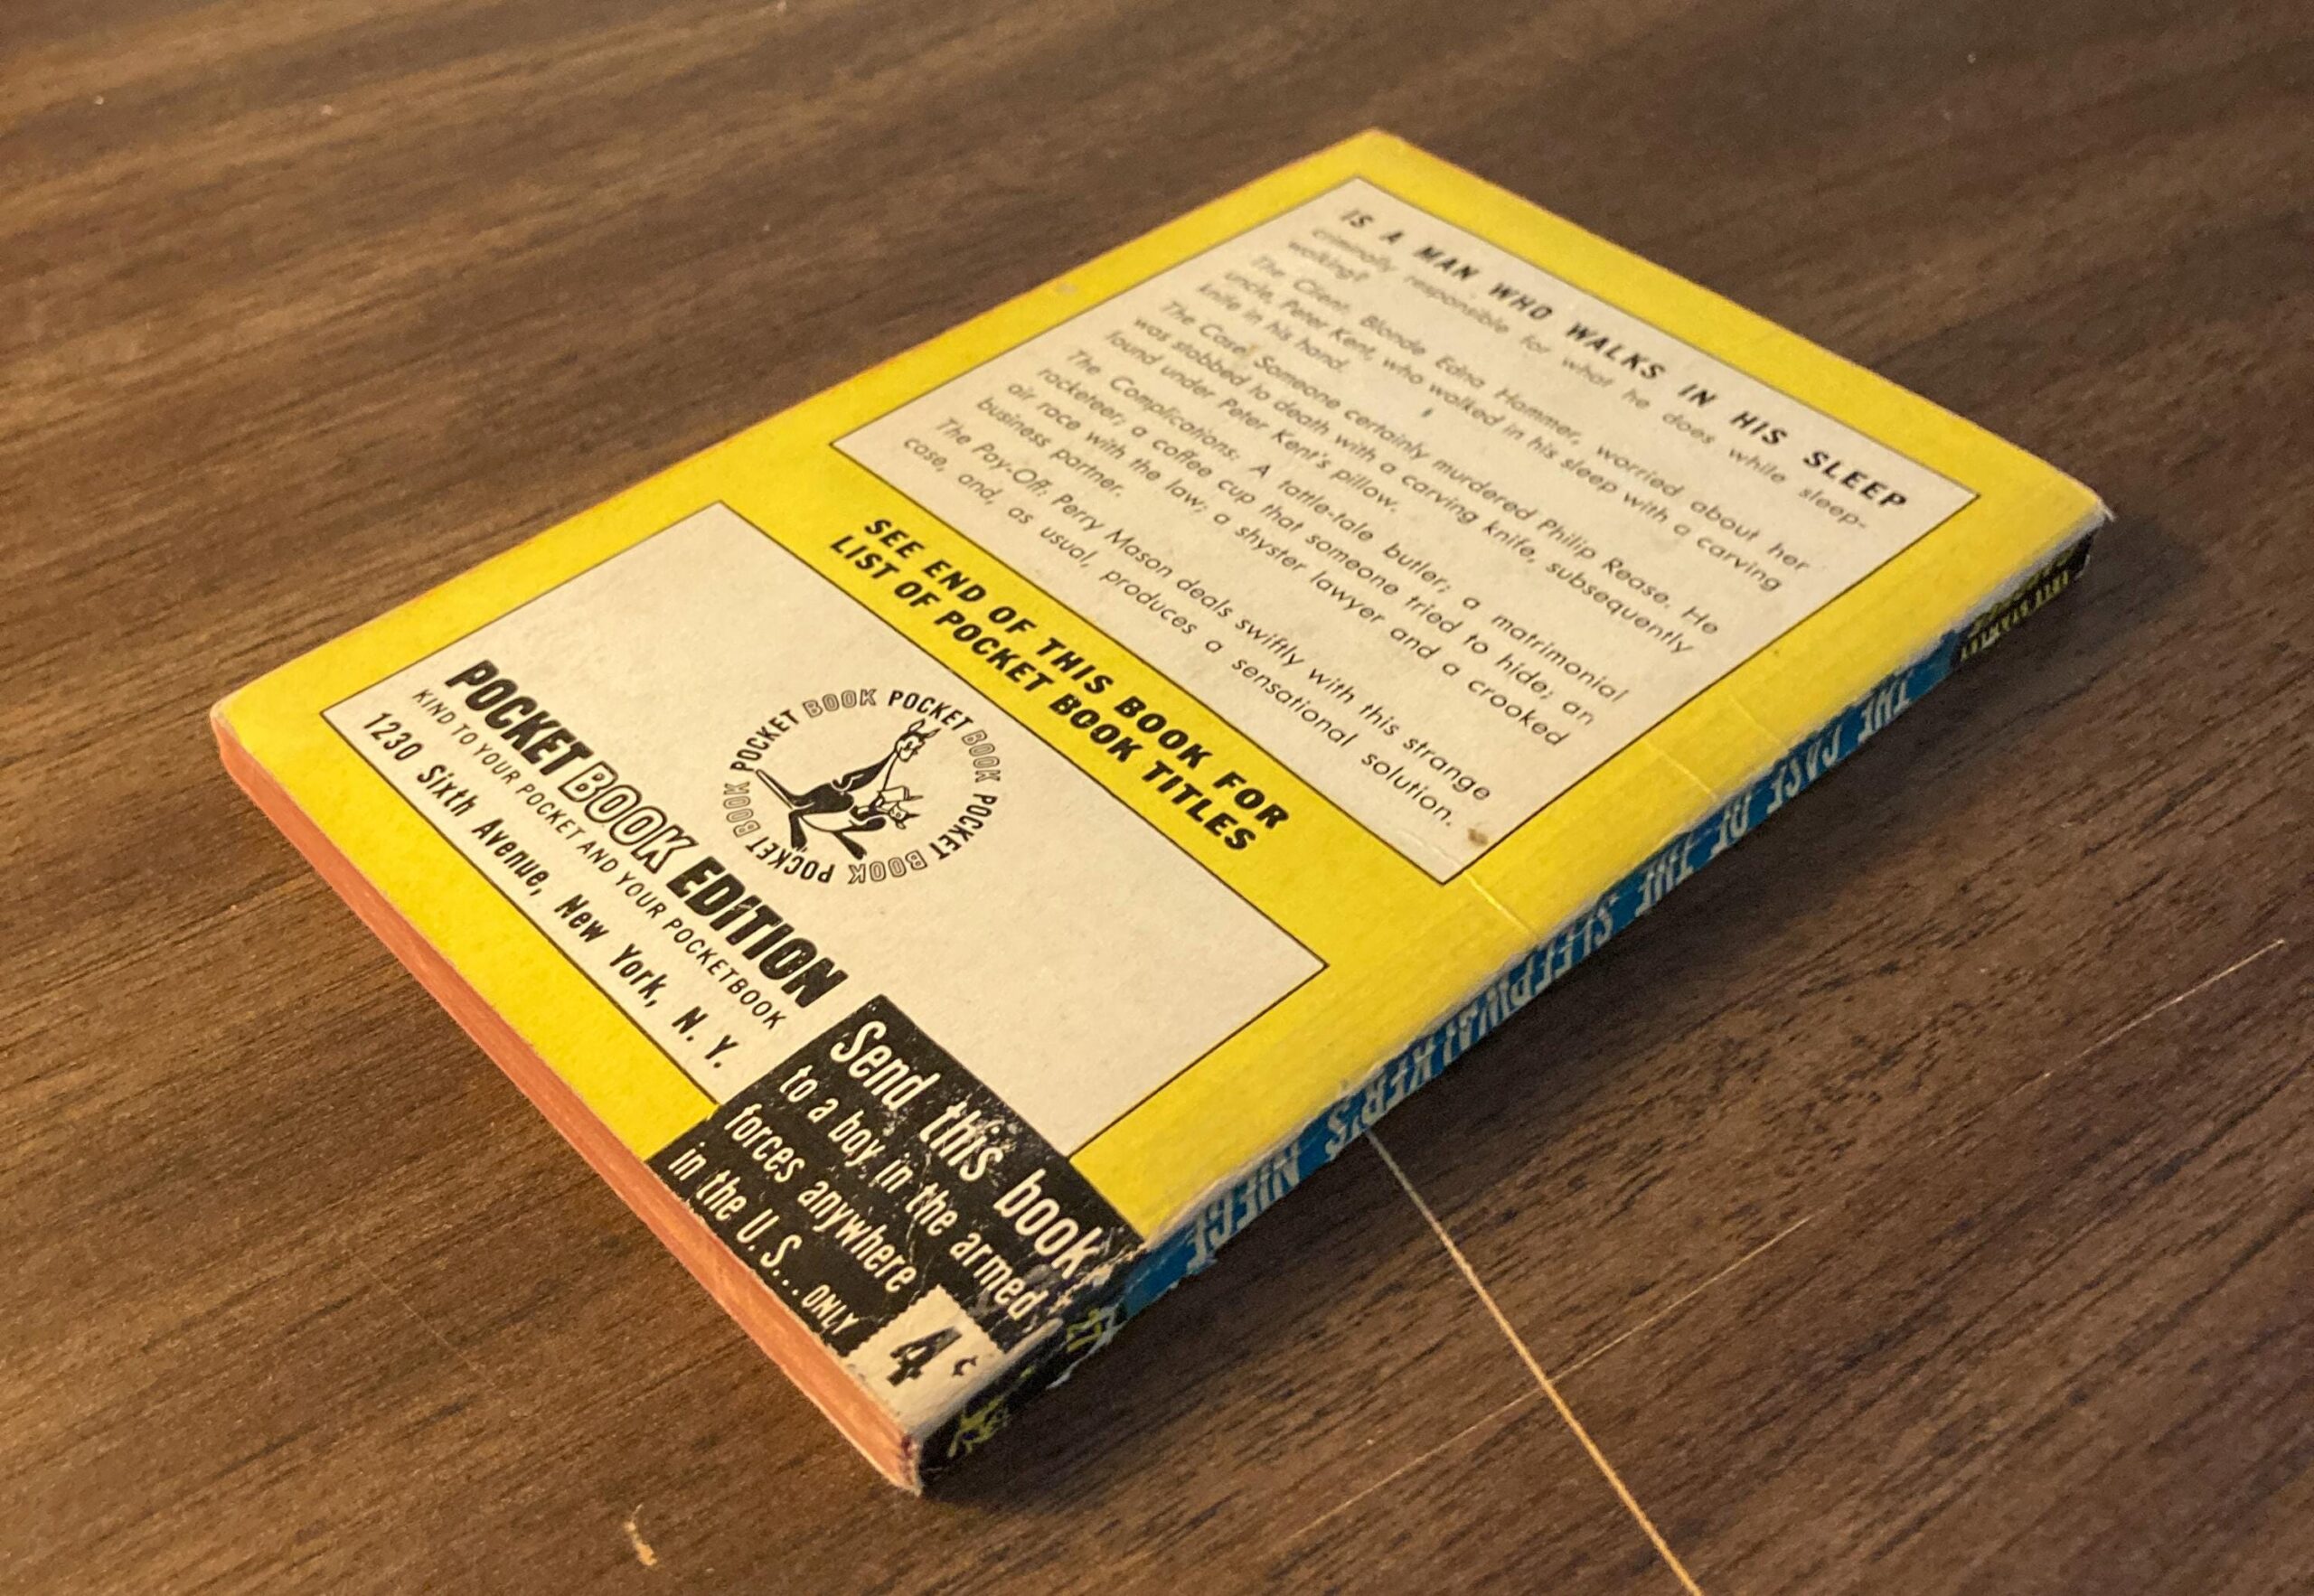 IS A MAN WHO WALKS IN HIS SLEEP
criminally responsible for what he does while sleep-
walking?
The Client: Blonde Edna Hammer, worried about her
uncle, Peter Kent, who walked in his sleep with a carving
knife in his hand.
The Case: Someone certainly murdered Philip Rease. He
was stabbed to death with a carving knife, subsequently
found under Peter Kent's pillow.
The Complications: A tattle-tale butler; a matrimonial
racketeer; a coffee cup that someone tried to hide; an
air race with the law; a shyster lawyer and a crooked
business partner.
The Pay-Off: Perry Mason deals swiftly with this strange
case, and, as usual, produces a sensational solution.
SEE END OF THIS BOOK FOR
LIST OF POCKET BOOK TITLES
POCKET BOOK POCKET BOOK POCKET BOOK POCKET BOOK
POCKET BOOK EDITION
KIND TO YOUR POCKET AND YOUR POCKETBOOK
1230 Sixth Avenue, New York, N. Y.
Send this book
to a boy in the armed
forces anywhere
in the U. S... ONLY
4¢
THE CASE OF THE SLEEPWALKER'S NIECE